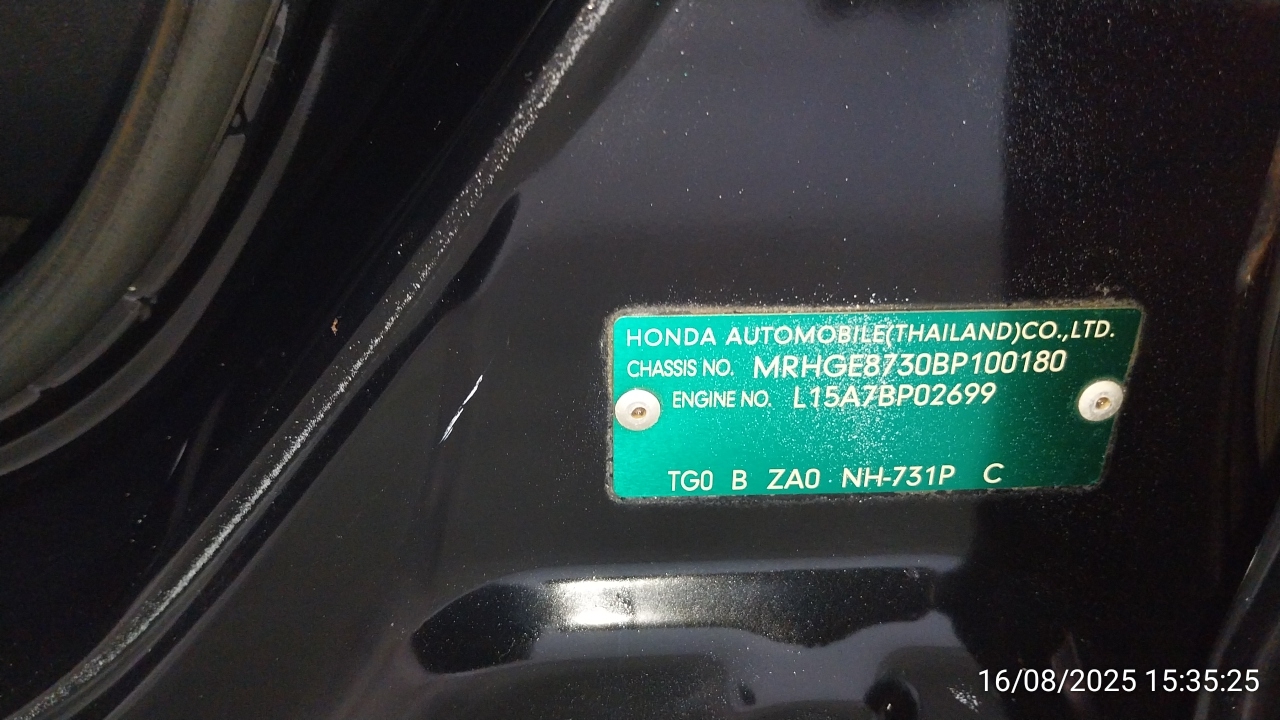 HONDA AUTOMOBILE(THAILAND)CO.,LTD.
CHASSIS NO. MRHGE8730BP100180
ENGINE NO. L15A7BP02699
TG0 B ZA0 NH-731P C
16/08/2025 15:35:25